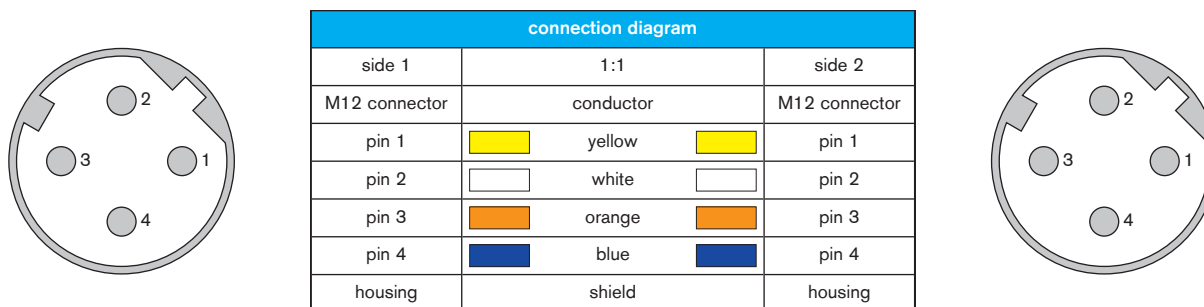 connection diagram
side 1 1:1 side 2
M12 connector conductor M12 connector
pin 1 yellow pin 1
pin 2 white pin 2
pin 3 orange pin 3
pin 4 blue pin 4
housing shield housing
2
3 1
4
2
3 1
4